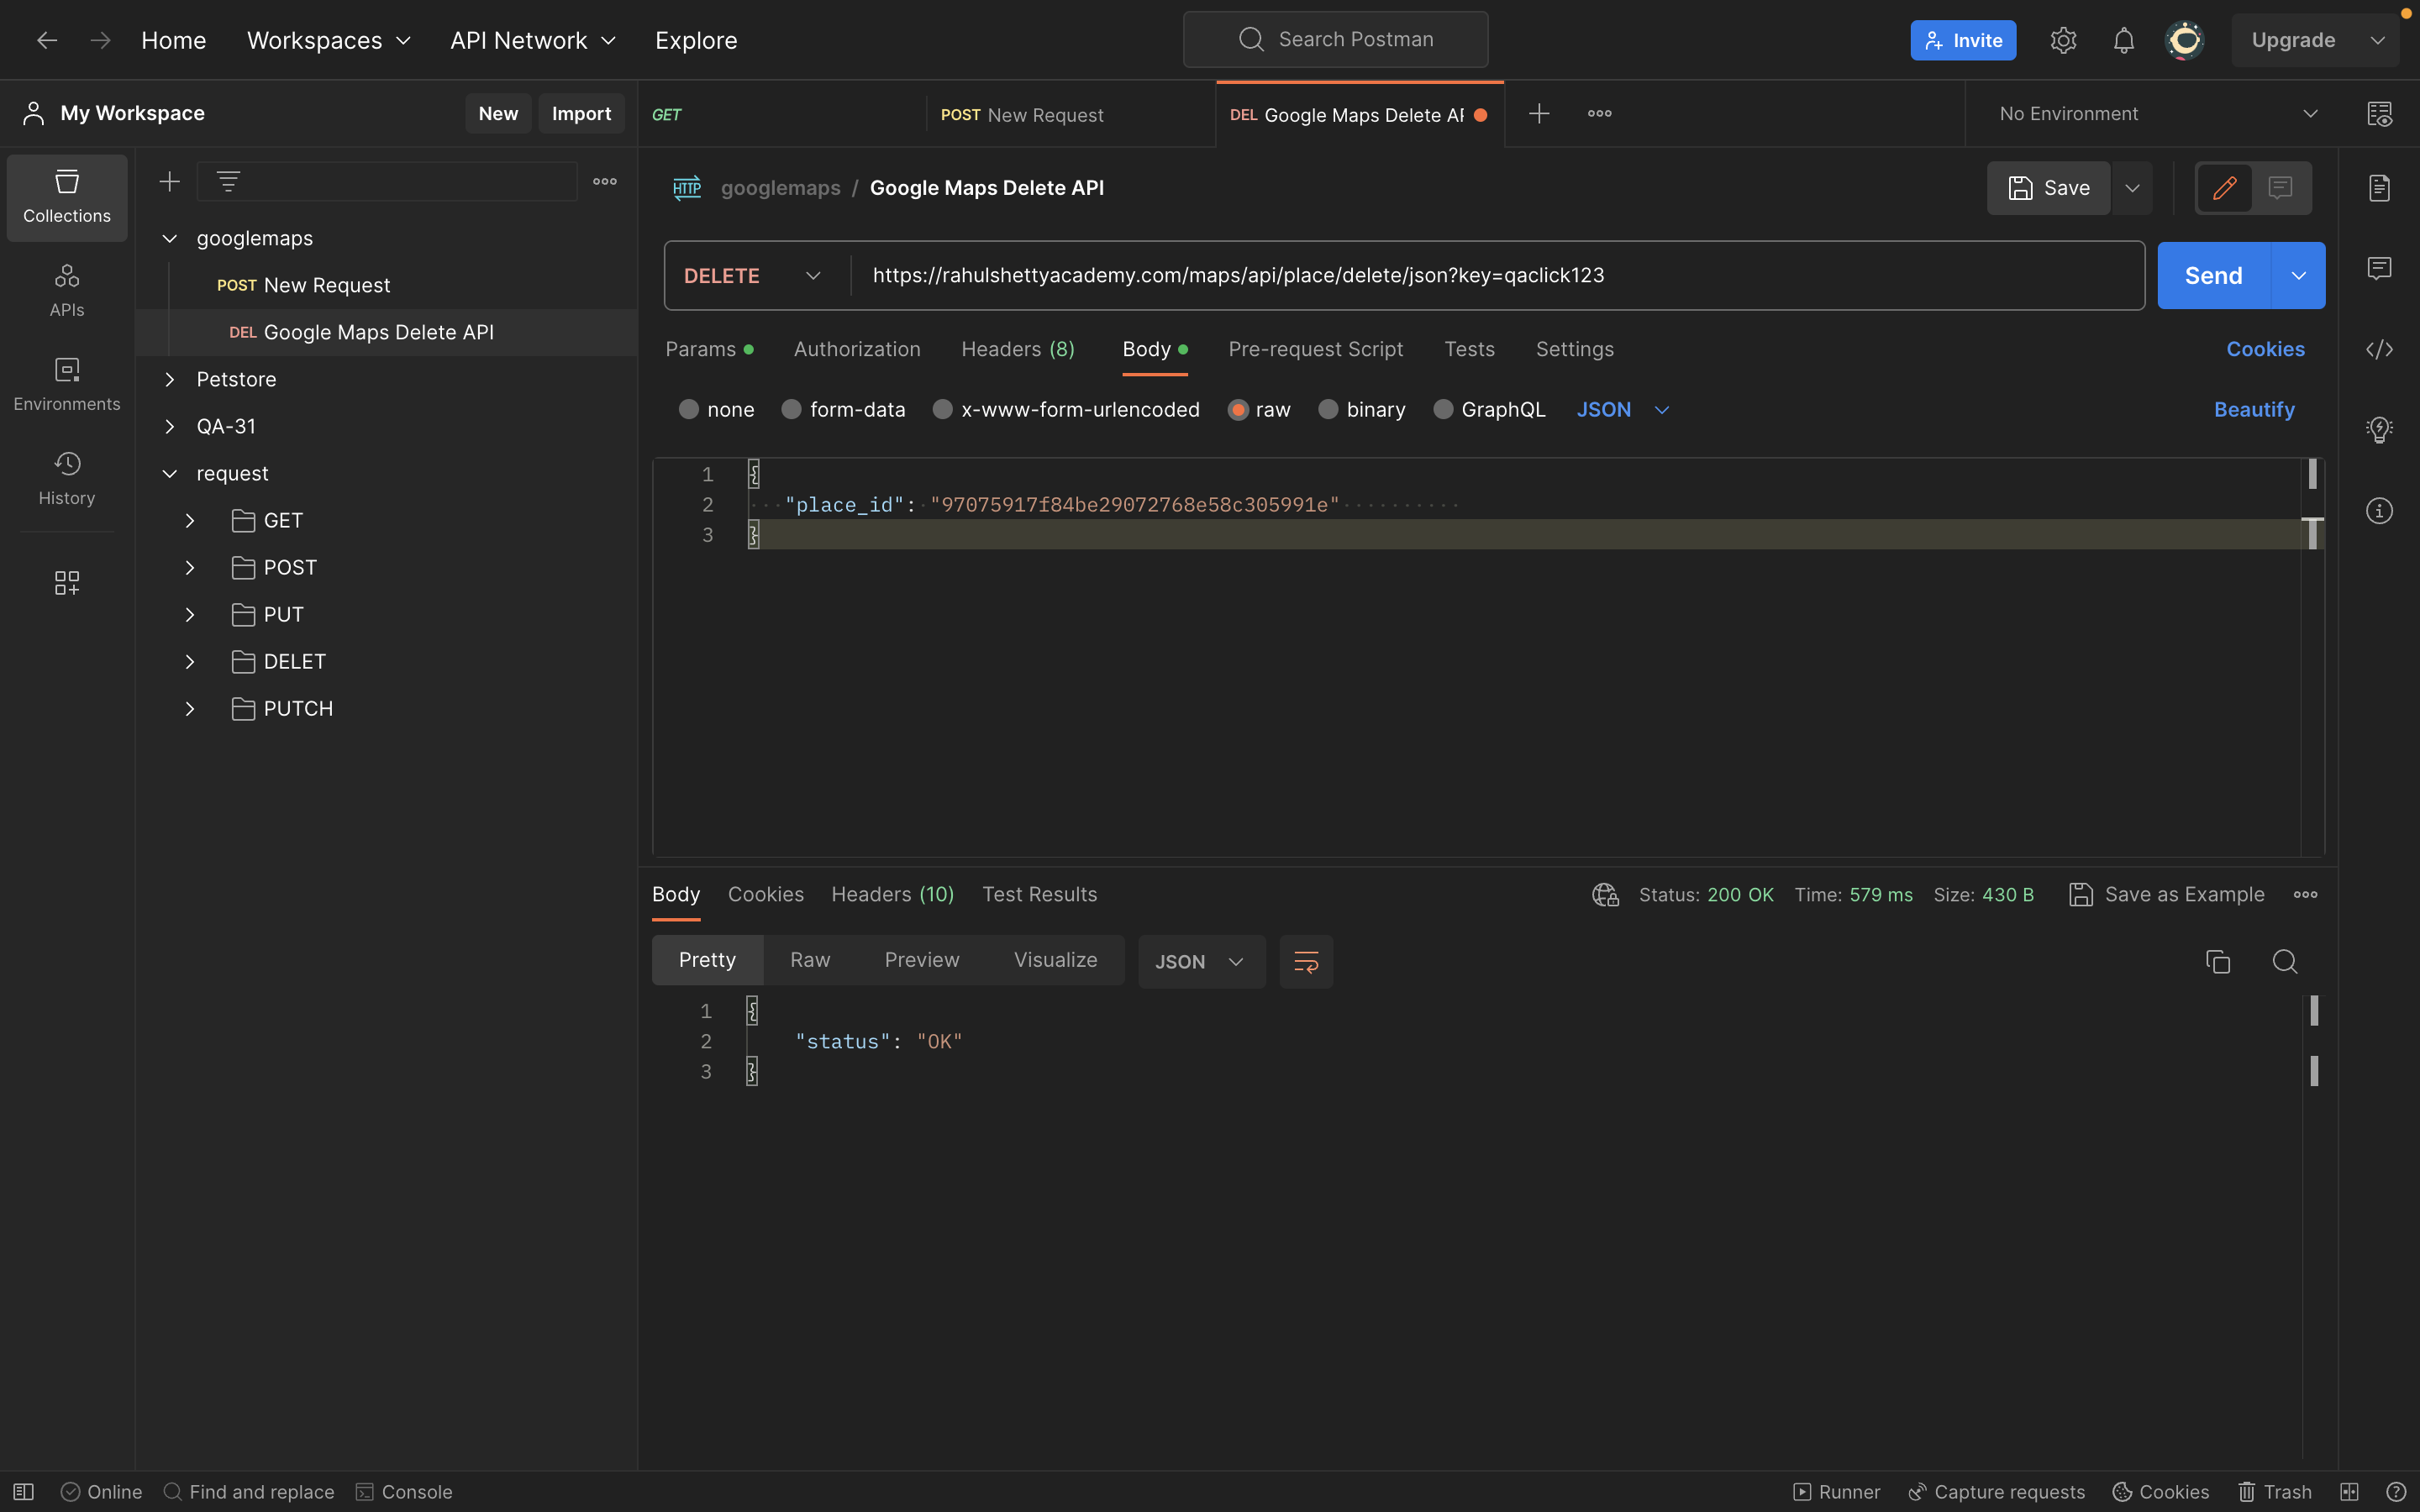 Home Workspaces API Network Explore Search Postman Invite Upgrade
My Workspace New Import
GET POST New Request DEL Google Maps Delete AP No Environment
Collections
APIs
Environments
History
googlemaps
POST New Request
DEL Google Maps Delete API
Petstore
QA-31
request
GET
POST
PUT
DELET
PUTCH
HTTP googlemaps / Google Maps Delete API Save
DELETE https://rahulshettyacademy.com/maps/api/place/delete/json?key=qaclick123 Send
Params Authorization Headers (8) Body Pre-request Script Tests Settings Cookies
none form-data x-www-form-urlencoded raw binary GraphQL JSON Beautify
1 {
2 "place_id": "97075917f84be29072768e58c305991e"
3 }
Body Cookies Headers (10) Test Results Status: 200 OK Time: 579 ms Size: 430 B Save as Example
Pretty Raw Preview Visualize JSON
1 {
2 "status": "OK"
3 }
Online Find and replace Console Runner Capture requests Cookies Trash